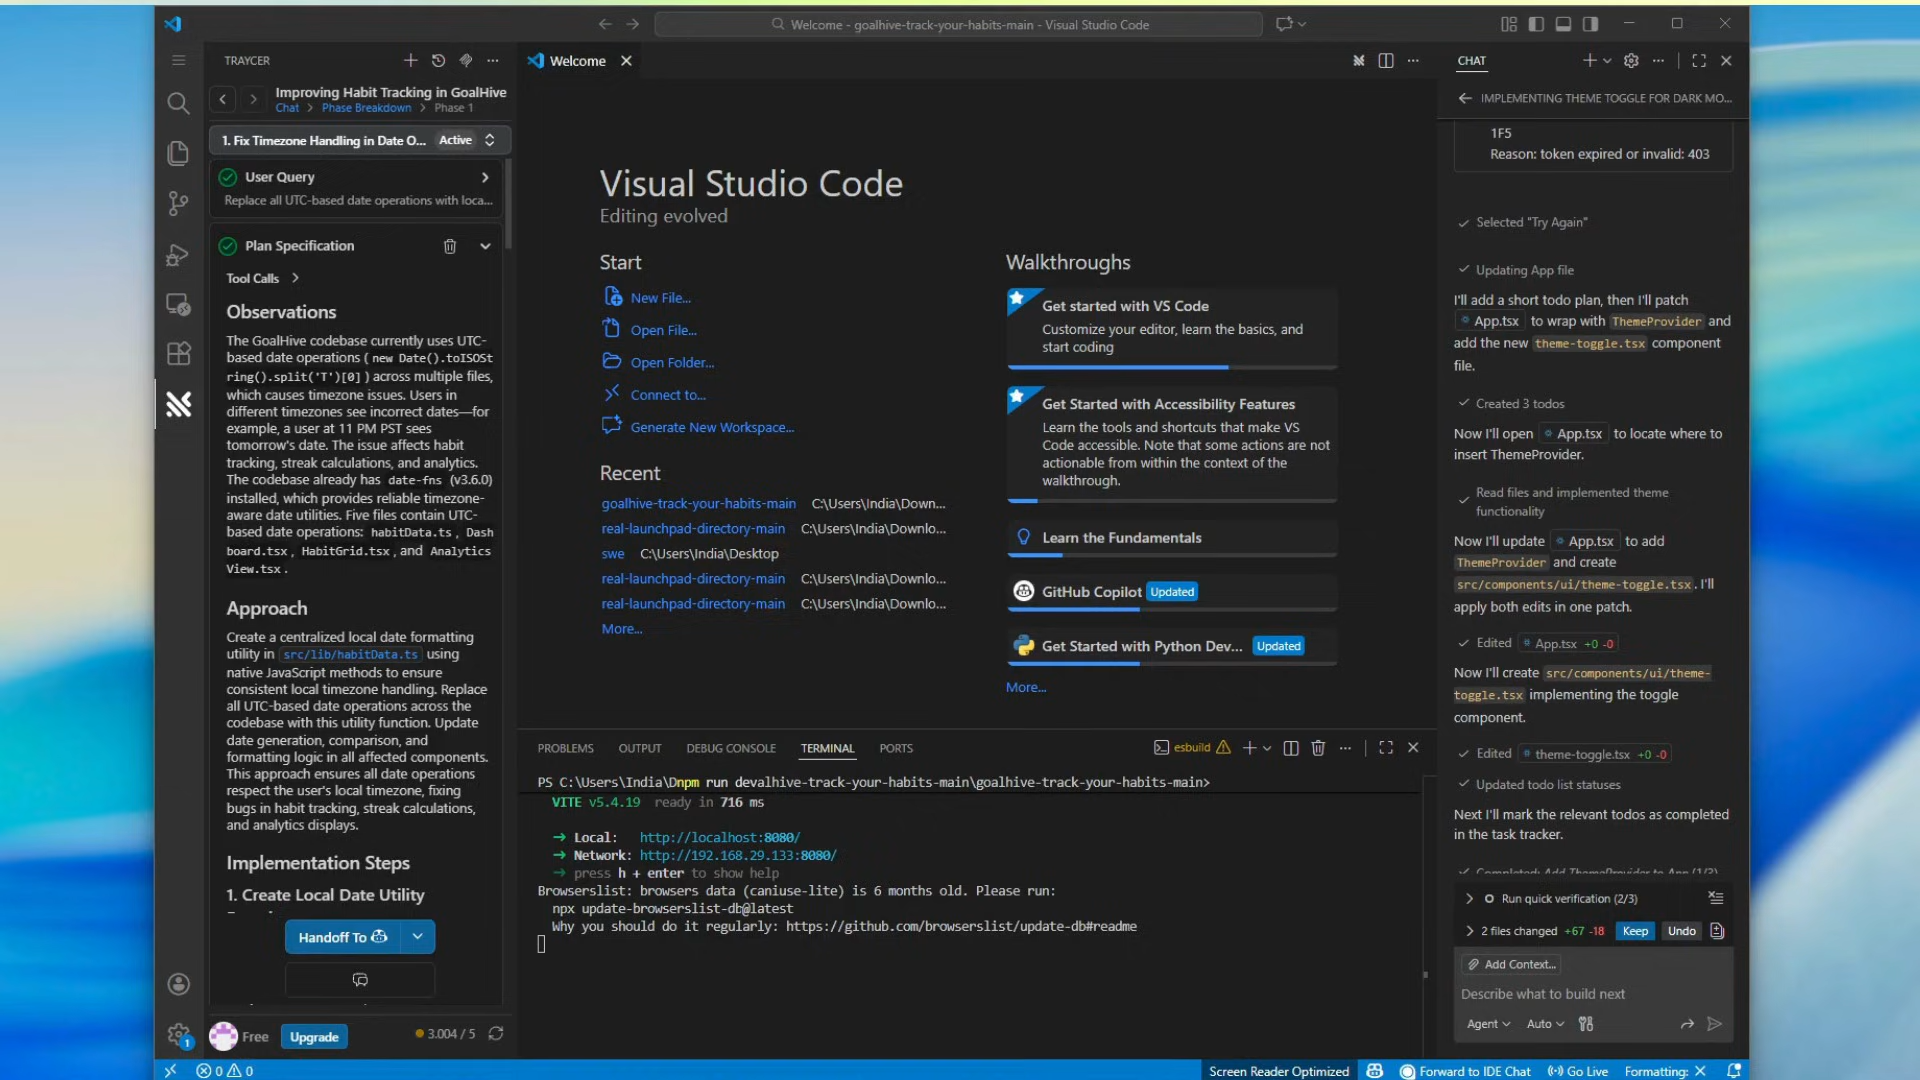 Welcome - goalhive-track-your-habits-main - Visual Studio Code
TRAYCER
Improving Habit Tracking in GoalHive
Chat > Phase Breakdown > Phase 1
1. Fix Timezone Handling in Date O... Active
User Query
Replace all UTC-based date operations with loca...
Plan Specification
Tool Calls
Observations
The GoalHive codebase currently uses UTC-
based date operations ( new Date().toISOSt
ring().split('T')[0] ) across multiple files,
which causes timezone issues. Users in
different timezones see incorrect dates—for
example, a user at 11 PM PST sees
tomorrow's date. The issue affects habit
tracking, streak calculations, and analytics.
The codebase already has date-fns (v3.6.0)
installed, which provides reliable timezone-
aware date utilities. Five files contain UTC-
based date operations: habitData.ts , Dash
board.tsx , HabitGrid.tsx , and Analytics
View.tsx .
Approach
Create a centralized local date formatting
utility in src/lib/habitData.ts using
native JavaScript methods to ensure
consistent local timezone handling. Replace
all UTC-based date operations across the
codebase with this utility function. Update
date generation, comparison, and
formatting logic in all affected components.
This approach ensures all date operations
respect the user's local timezone, fixing
bugs in habit tracking, streak calculations,
and analytics displays.
Implementation Steps
1. Create Local Date Utility
Handoff To
Free
Upgrade
3.004 / 5
1
Welcome
Visual Studio Code
Editing evolved
Start
New File...
Open File...
Open Folder...
Connect to...
Generate New Workspace...
Recent
goalhive-track-your-habits-main C:\Users\India\Down...
real-launchpad-directory-main C:\Users\India\Downlo...
swe C:\Users\India\Desktop
real-launchpad-directory-main C:\Users\India\Downlo...
real-launchpad-directory-main C:\Users\India\Downlo...
More...
Walkthroughs
Get started with VS Code
Customize your editor, learn the basics, and
start coding
Get Started with Accessibility Features
Learn the tools and shortcuts that make VS
Code accessible. Note that some actions are not
actionable from within the context of the
walkthrough.
Learn the Fundamentals
GitHub Copilot Updated
Get Started with Python Dev... Updated
More...
PROBLEMS OUTPUT DEBUG CONSOLE TERMINAL PORTS
esbuild
PS C:\Users\India\Dnpm run devalhive-track-your-habits-main\goalhive-track-your-habits-main>
VITE v5.4.19 ready in 716 ms
➜ Local: http://localhost:8080/
➜ Network: http://192.168.29.133:8080/
➜ press h + enter to show help
Browserslist: browsers data (caniuse-lite) is 6 months old. Please run:
npx update-browserslist-db@latest
Why you should do it regularly: https://github.com/browserslist/update-db#readme
CHAT
IMPLEMENTING THEME TOGGLE FOR DARK MO...
1F5
Reason: token expired or invalid: 403
Selected "Try Again"
Updating App file
I'll add a short todo plan, then I'll patch
App.tsx to wrap with ThemeProvider and
add the new theme-toggle.tsx component
file.
Created 3 todos
Now I'll open App.tsx to locate where to
insert ThemeProvider.
Read files and implemented theme
functionality
Now I'll update App.tsx to add
ThemeProvider and create
src/components/ui/theme-toggle.tsx. I'll
apply both edits in one patch.
Edited App.tsx +0 -0
Now I'll create src/components/ui/theme-
toggle.tsx implementing the toggle
component.
Edited theme-toggle.tsx +0 -0
Updated todo list statuses
Next I'll mark the relevant todos as completed
in the task tracker.
Completed: Add ThemeProvider to App (1/3)
Run quick verification (2/3)
2 files changed +67 -18 Keep Undo
Add Context...
Describe what to build next
Agent Auto
0 0
Screen Reader Optimized Forward to IDE Chat Go Live Formatting: ✕